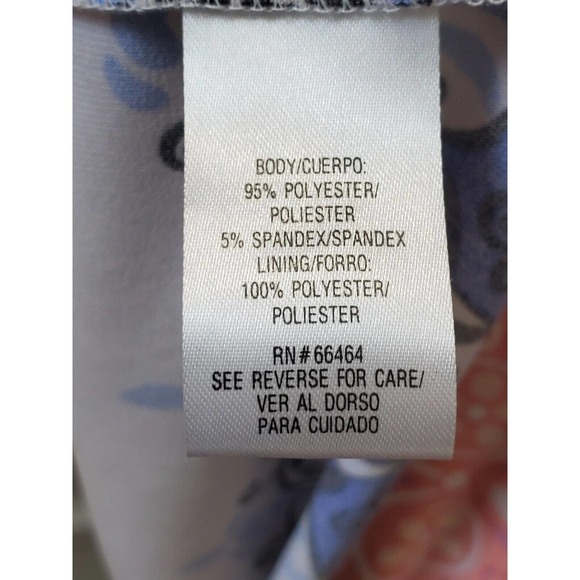 BODY/CUERPO:
95% POLYESTER/
POLIESTER
5% SPANDEX/SPANDEX
LINING/FORRO:
100% POLYESTER/
POLIESTER
RN#66464
SEE REVERSE FOR CARE/
VER AL DORSO
PARA CUIDADO